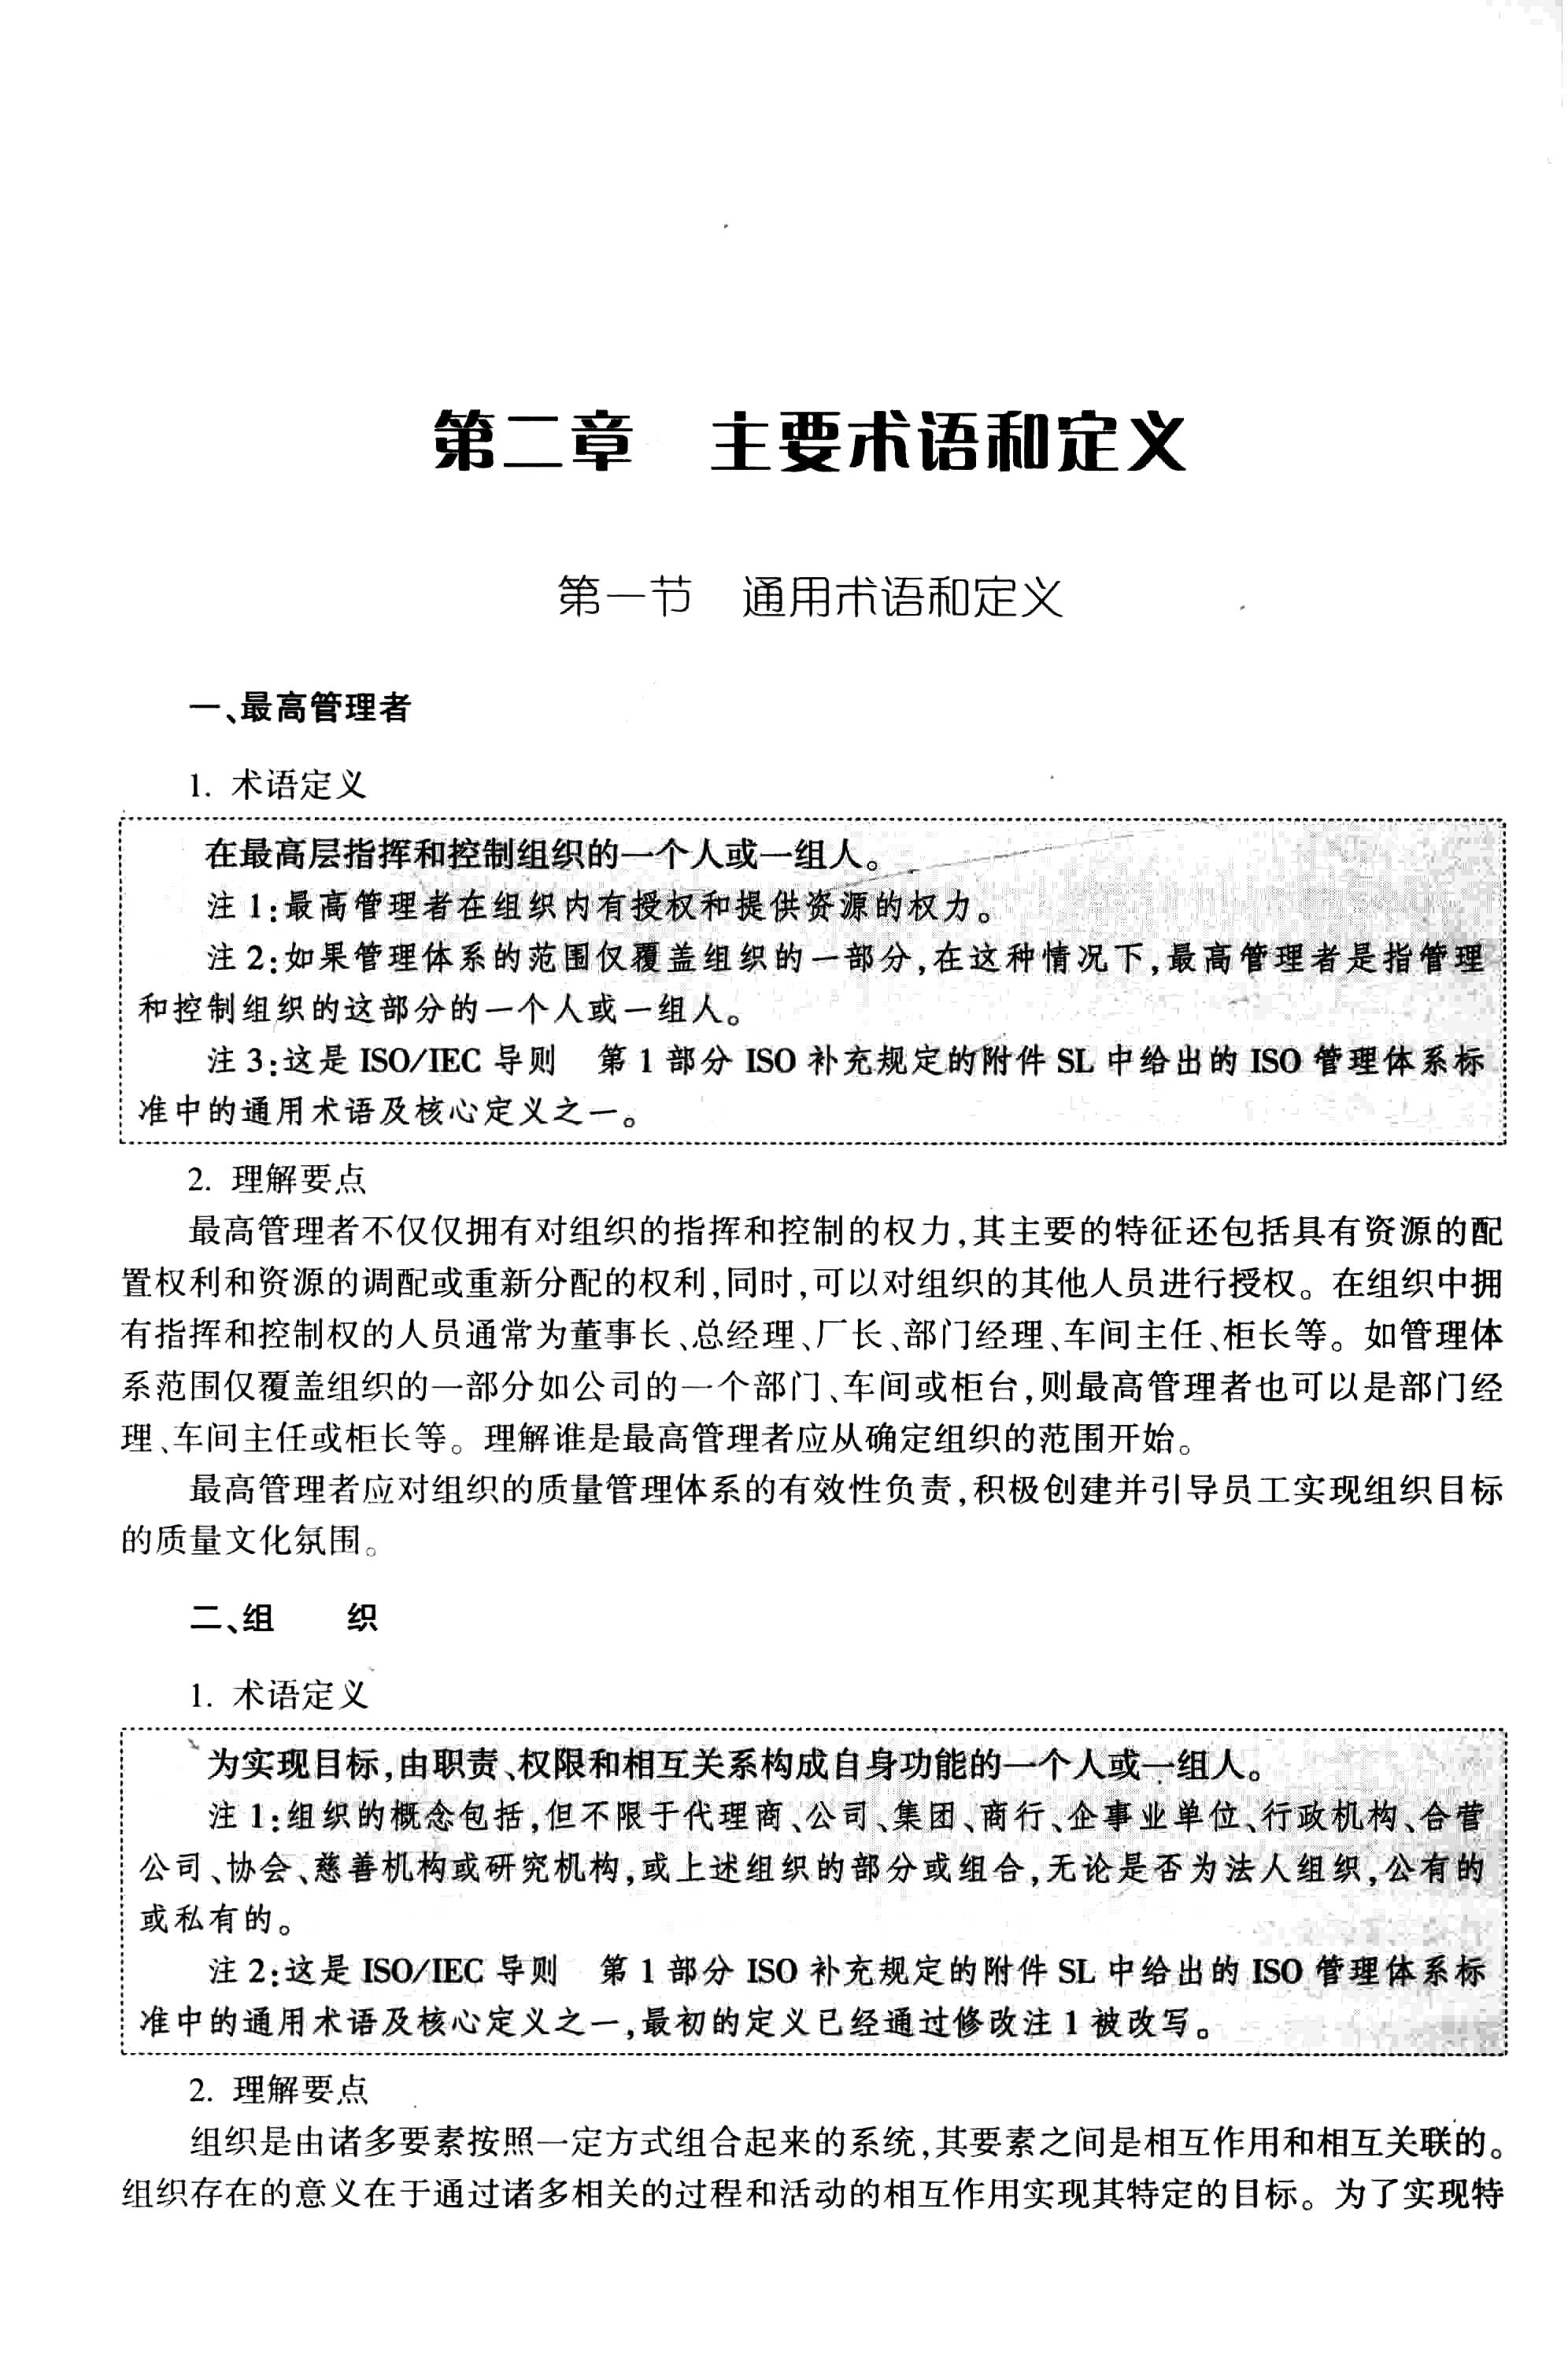 第二章 主要术语和定义
第一节 通用术语和定义
一、最高管理者
1. 术语定义
在最高层指挥和控制组织的一个人或一组人。
注 1:最高管理者在组织内有授权和提供资源的权力。
注 2:如果管理体系的范围仅覆盖组织的一部分,在这种情况下,最高管理者是指管理
和控制组织的这部分的一个人或一组人。
注 3:这是 ISO/IEC 导则 第 1 部分 ISO 补充规定的附件 SL 中给出的 ISO 管理体系标
准中的通用术语及核心定义之一。
2. 理解要点
最高管理者不仅仅拥有对组织的指挥和控制的权力,其主要的特征还包括具有资源的配
置权利和资源的调配或重新分配的权利,同时,可以对组织的其他人员进行授权。在组织中拥
有指挥和控制权的人员通常为董事长、总经理、厂长、部门经理、车间主任、柜长等。如管理体
系范围仅覆盖组织的一部分如公司的一个部门、车间或柜台,则最高管理者也可以是部门经
理、车间主任或柜长等。理解谁是最高管理者应从确定组织的范围开始。
最高管理者应对组织的质量管理体系的有效性负责,积极创建并引导员工实现组织目标
的质量文化氛围。
二、组 织
1. 术语定义
为实现目标,由职责、权限和相互关系构成自身功能的一个人或一组人。
注 1:组织的概念包括,但不限于代理商、公司、集团、商行、企事业单位、行政机构、合营
公司、协会、慈善机构或研究机构,或上述组织的部分或组合,无论是否为法人组织,公有的
或私有的。
注 2:这是 ISO/IEC 导则 第 1 部分 ISO 补充规定的附件 SL 中给出的 ISO 管理体系标
准中的通用术语及核心定义之一,最初的定义已经通过修改注 1 被改写。
2. 理解要点
组织是由诸多要素按照一定方式组合起来的系统,其要素之间是相互作用和相互关联的。
组织存在的意义在于通过诸多相关的过程和活动的相互作用实现其特定的目标。为了实现特